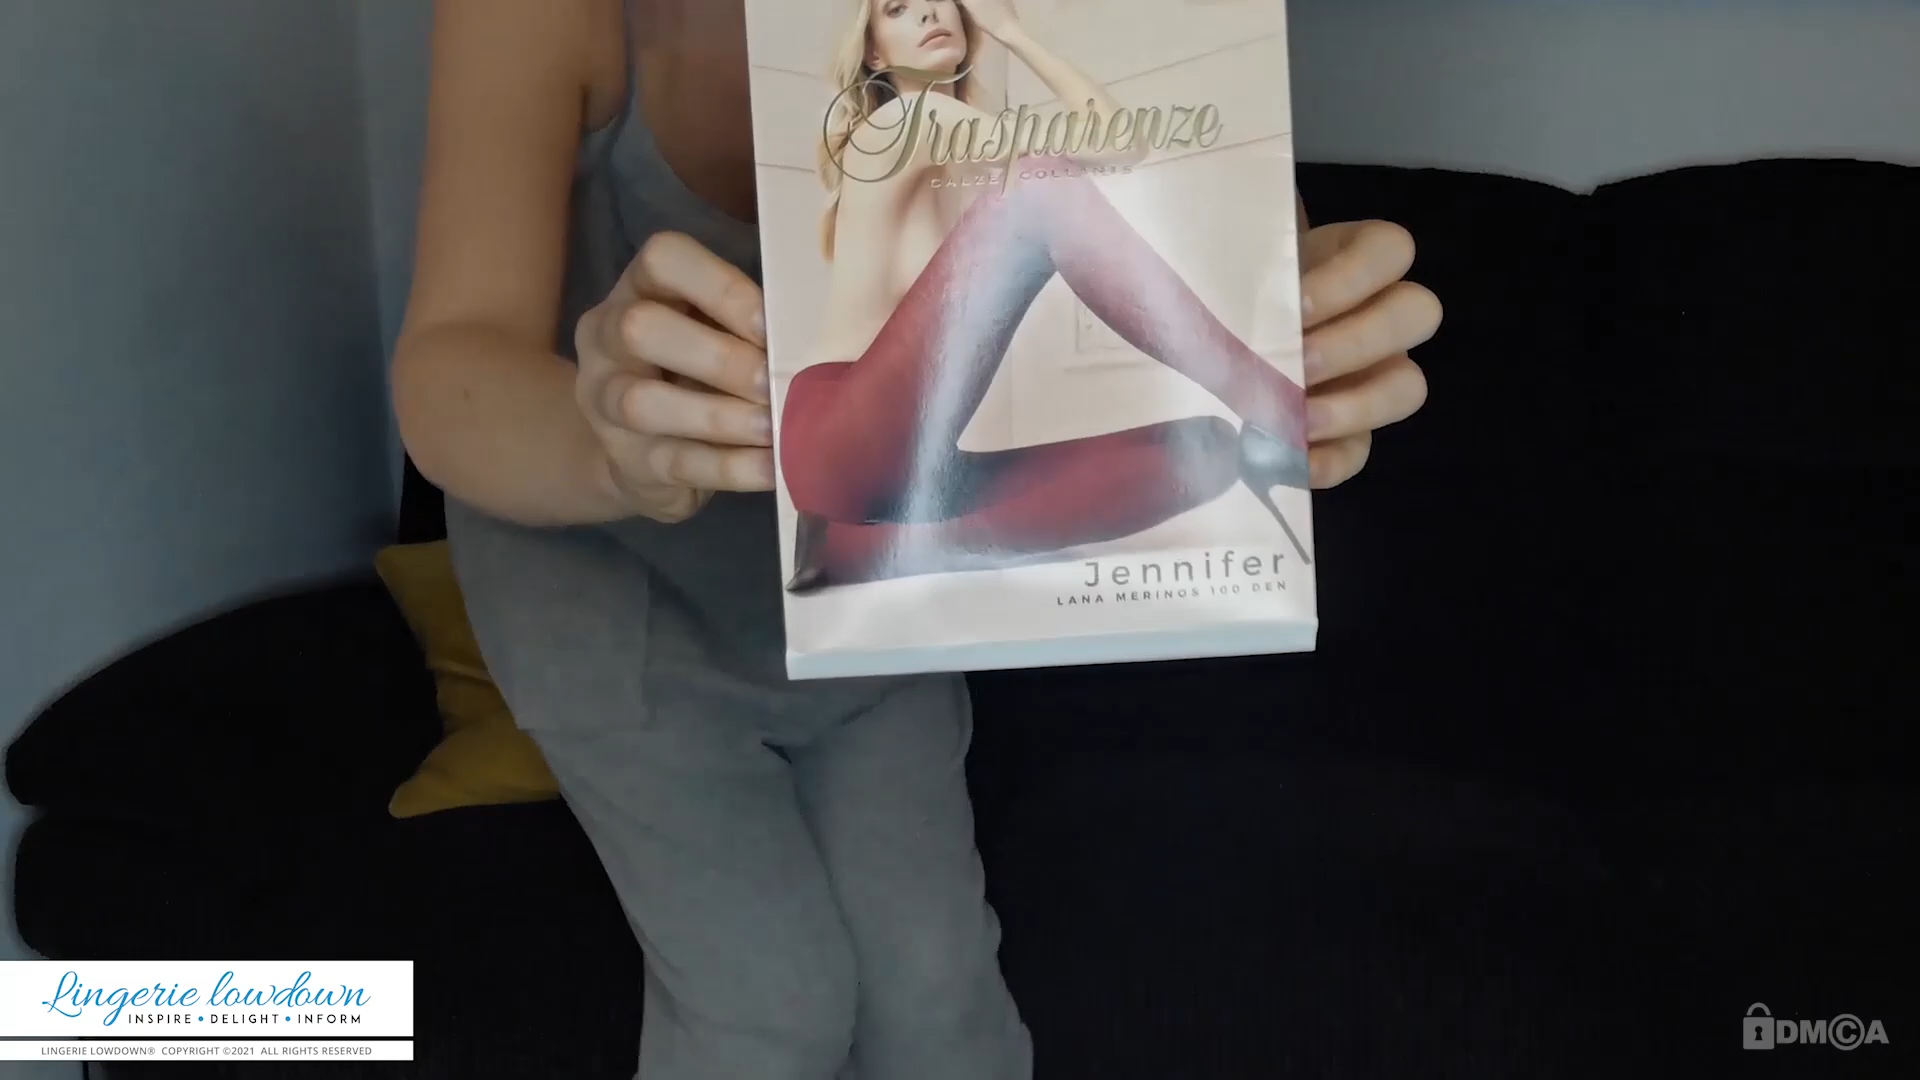 Trasparenze
CALZE COLLANTS
Jennifer
LANA MERINOS 100 DEN
Lingerie lowdown
INSPIRE • DELIGHT • INFORM
LINGERIE LOWDOWN® COPYRIGHT ©2021 ALL RIGHTS RESERVED
DMCA